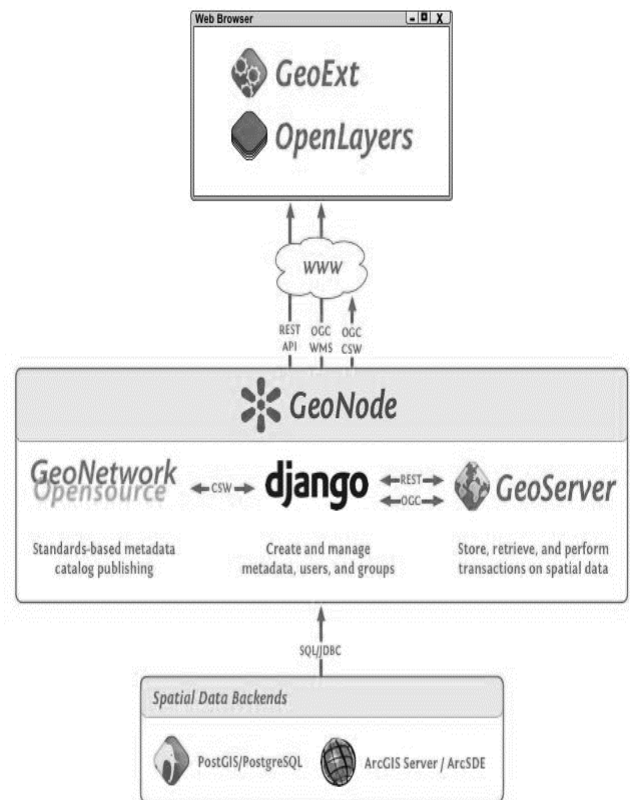 Web Browser
GeoExt
OpenLayers
WWW
REST API
OGC WMS
OGC CSW
GeoNode
GeoNetwork
Opensource
CSW
django
REST
OGC
GeoServer
Standards-based metadata
catalog publishing
Create and manage
metadata, users, and groups
Store, retrieve, and perform
transactions on spatial data
SQL/JDBC
Spatial Data Backends
PostGIS/PostgreSQL
ArcGIS Server / ArcSDE